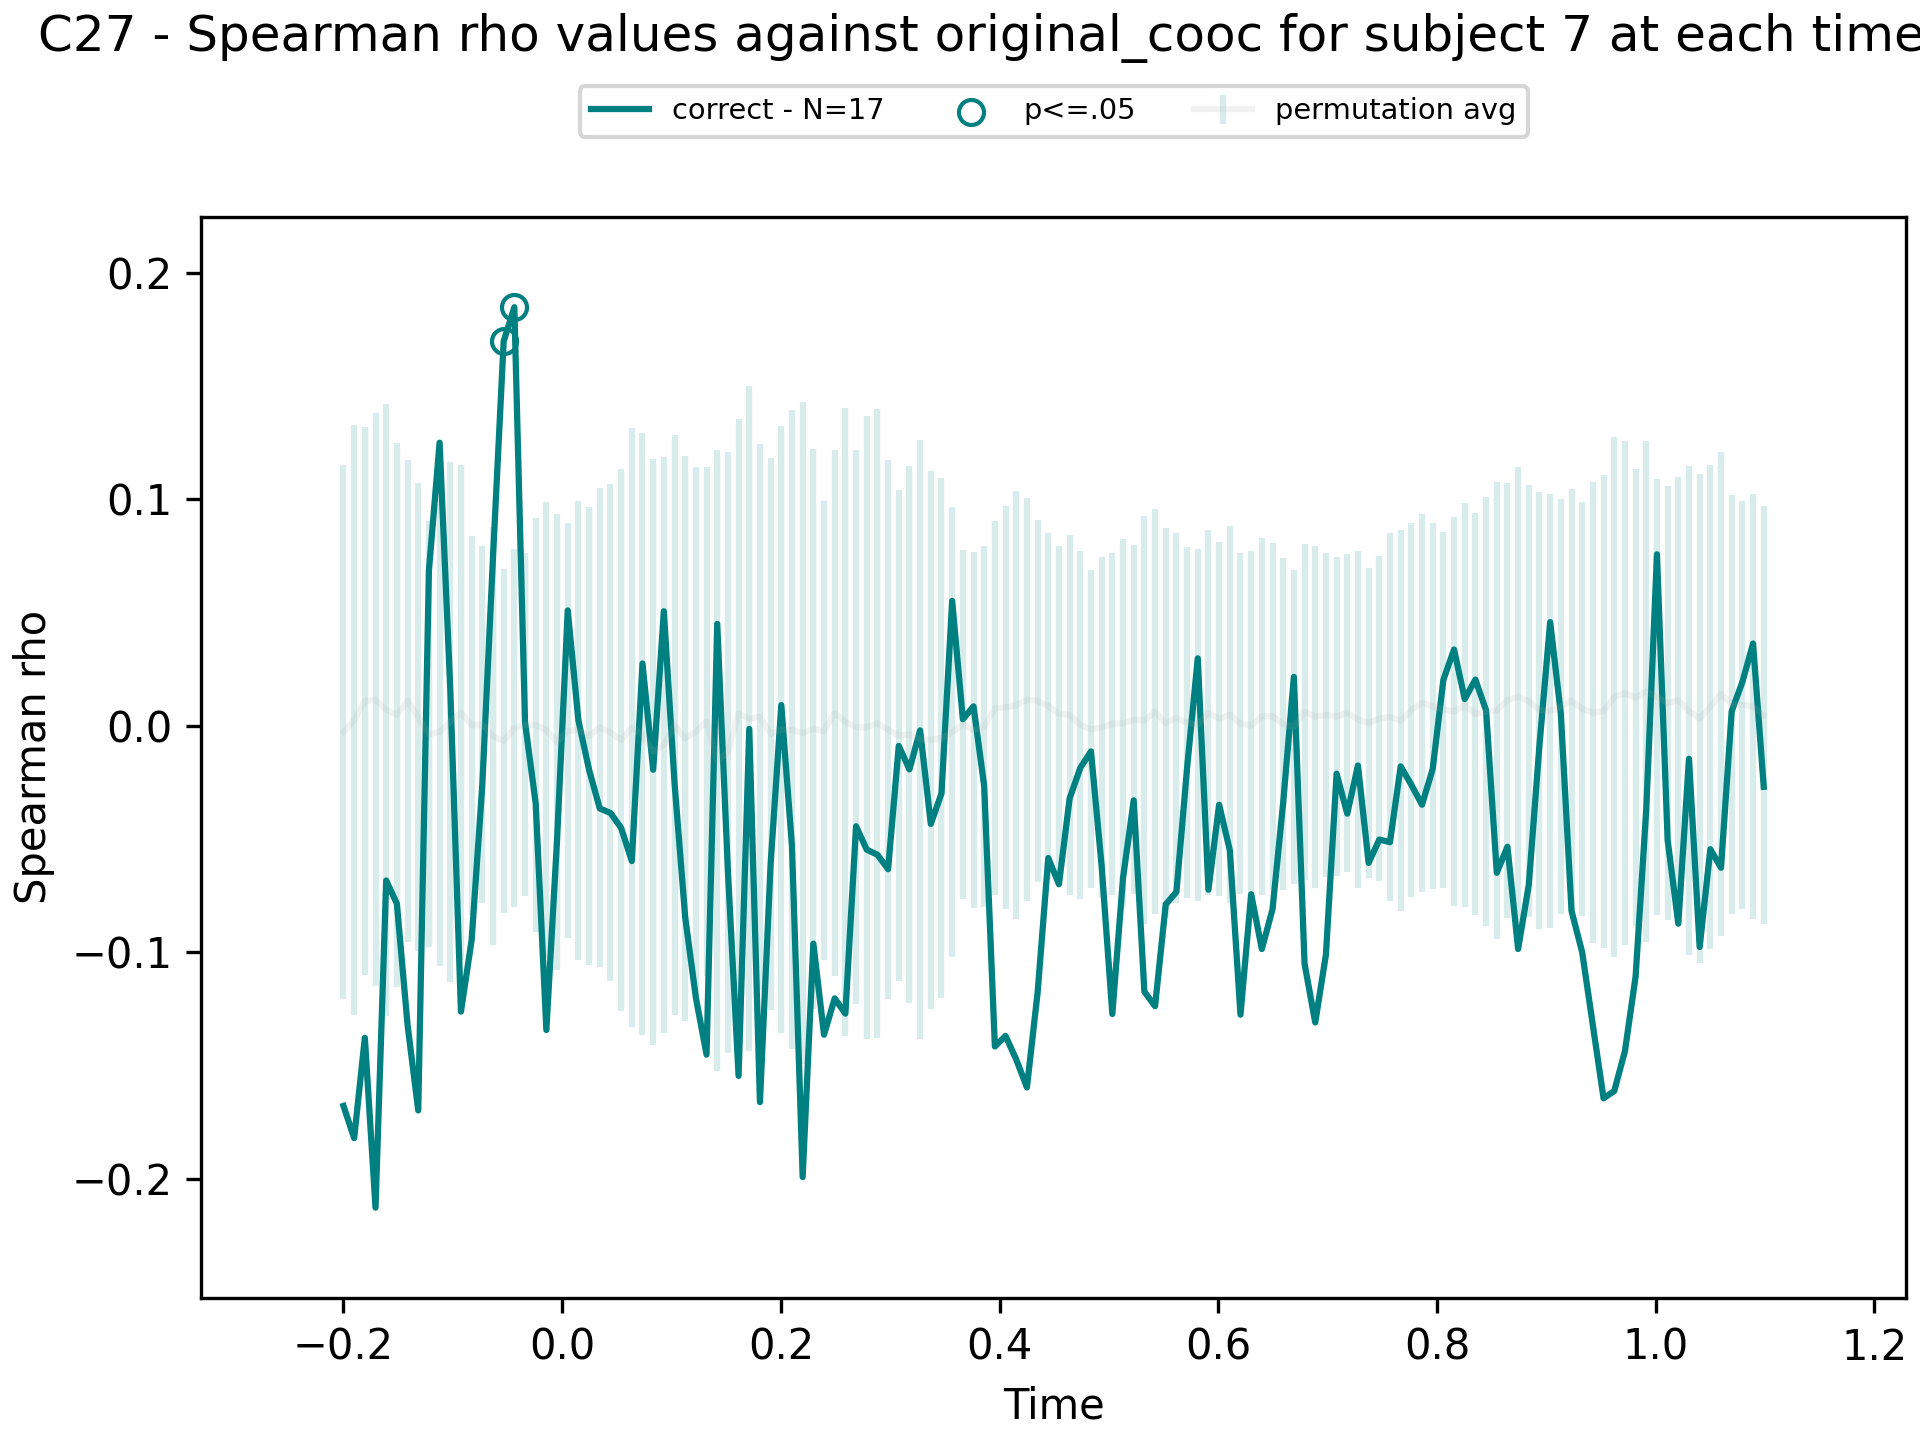 C27 - Spearman rho values against original_cooc for subject 7 at each time
correct - N=17 p<=.05 permutation avg
Spearman rho
0.2
0.1
0.0
−0.1
−0.2
−0.2 0.0 0.2 0.4 0.6 0.8 1.0 1.2
Time